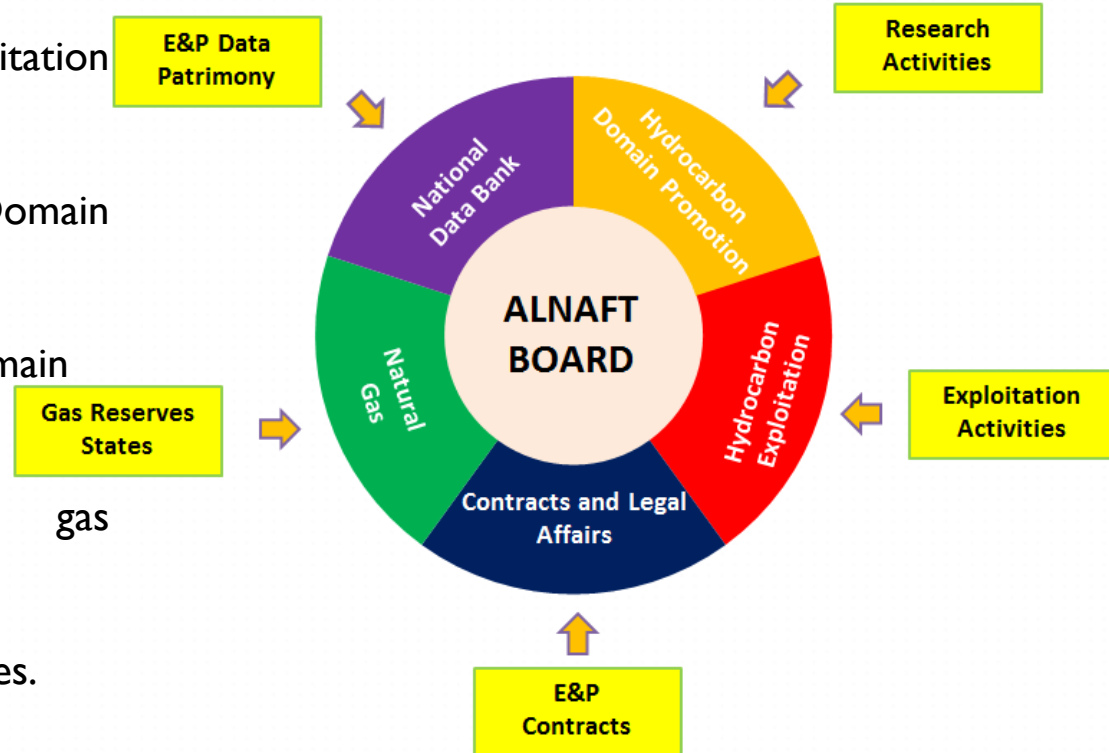 itation
Domain
main
gas
es.
E&P Data
Patrimony
Research
Activities
National
Data Bank
Hydrocarbon
Domain Promotion
ALNAFT
BOARD
Natural
Gas
Hydrocarbon
Exploitation
Gas Reserves
States
Exploitation
Activities
Contracts and Legal
Affairs
E&P
Contracts